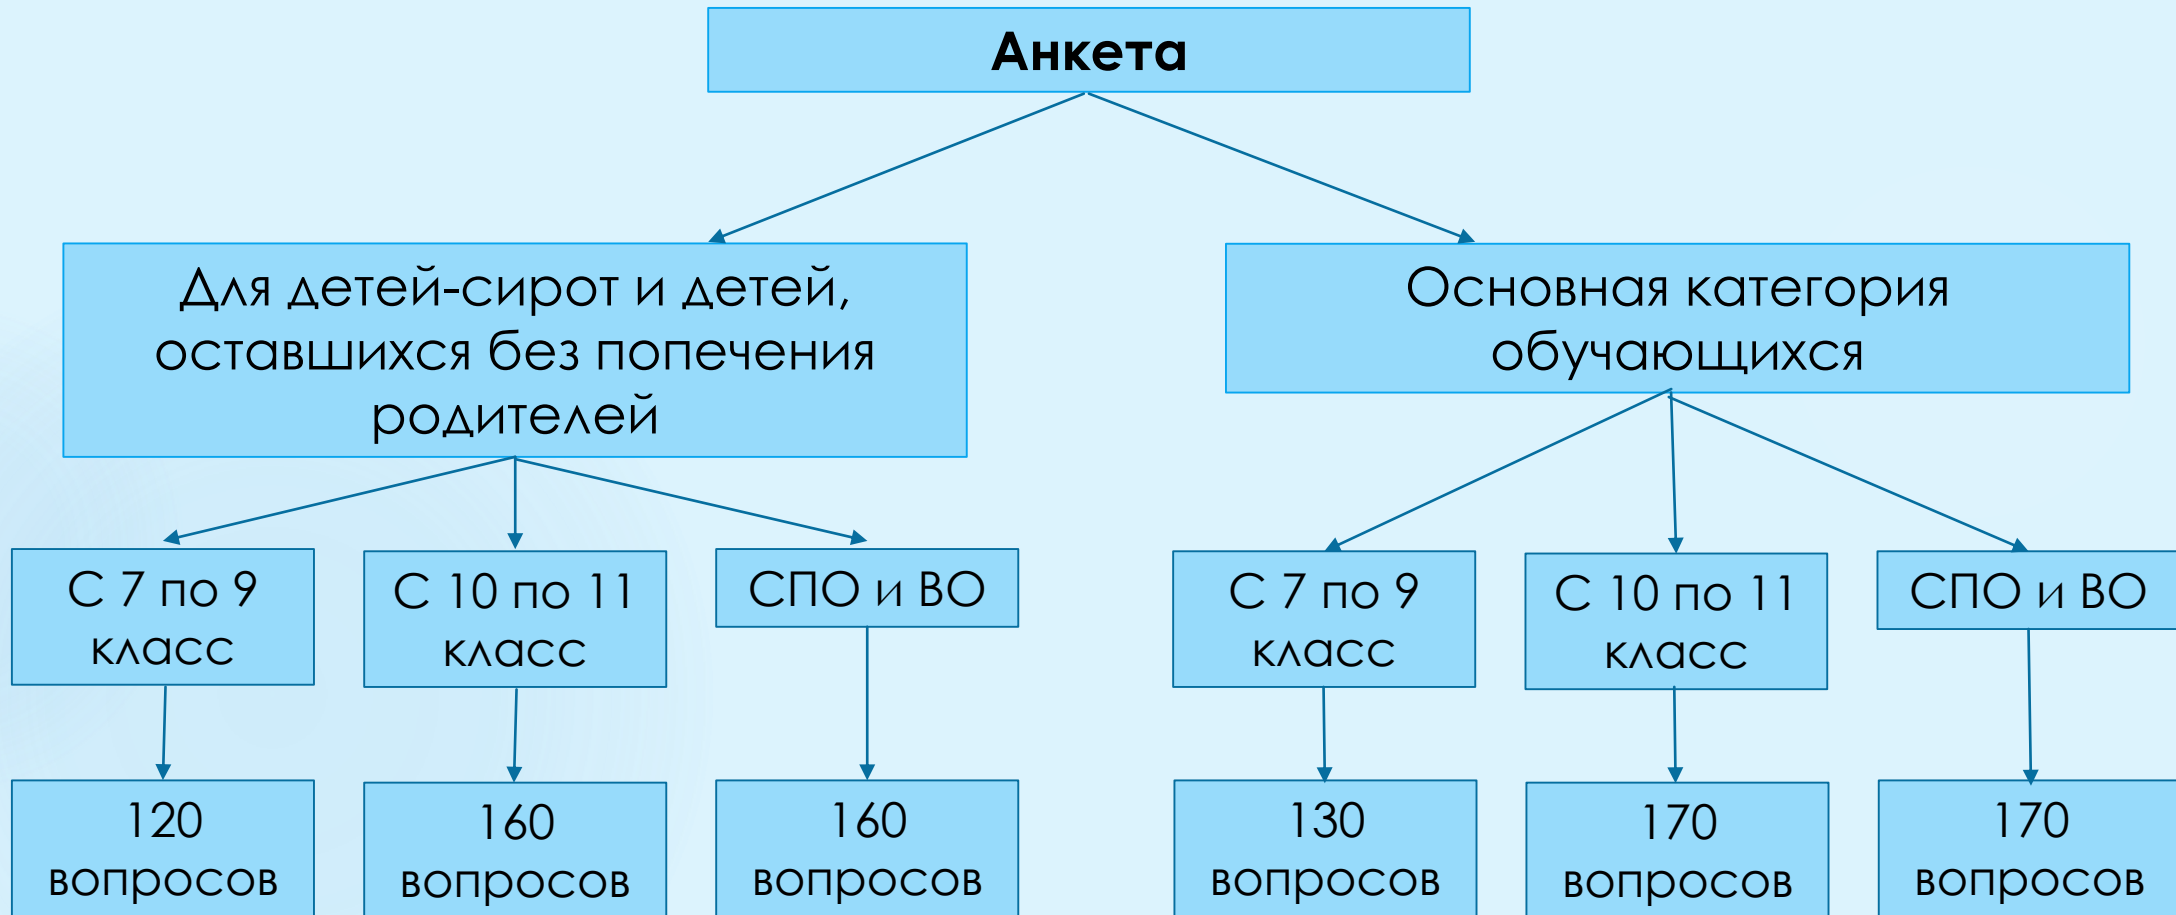 Анкета
Для детей-сирот и детей,
оставшихся без попечения
родителей
Основная категория
обучающихся
С 7 по 9
класс
С 10 по 11
класс
СПО и ВО
С 7 по 9
класс
С 10 по 11
класс
СПО и ВО
120
вопросов
160
вопросов
160
вопросов
130
вопросов
170
вопросов
170
вопросов